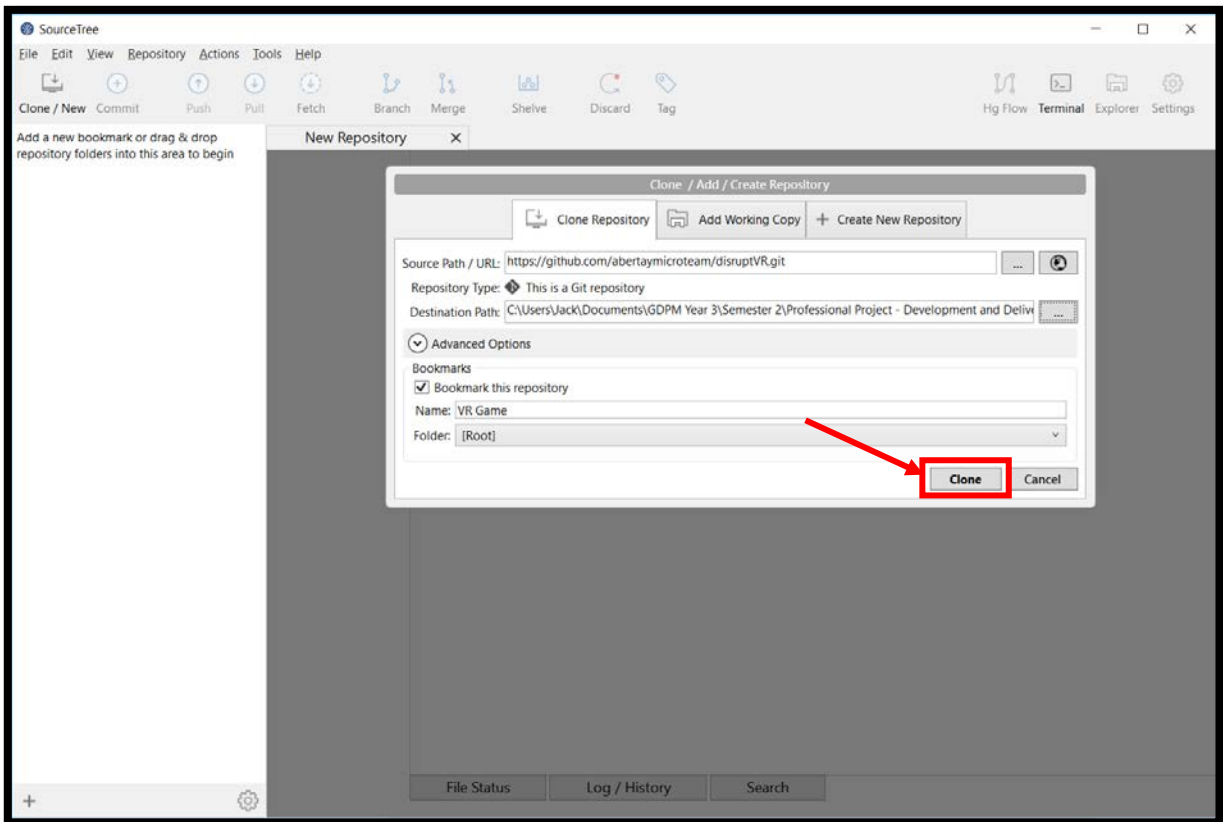 SourceTree
File Edit View Repository Actions Tools Help
Clone / New Commit Push Pull Fetch Branch Merge Shelve Discard Tag Hg Flow Terminal Explorer Settings
Add a new bookmark or drag & drop
repository folders into this area to begin
New Repository
Clone / Add / Create Repository
Clone Repository Add Working Copy + Create New Repository
Source Path / URL: https://github.com/abertaymicroteam/disruptVR.git ...
Repository Type: This is a Git repository
Destination Path: C:\Users\Jack\Documents\GDPM Year 3\Semester 2\Professional Project - Development and Delive ...
Advanced Options
Bookmarks
Bookmark this repository
Name: VR Game
Folder: [Root]
Clone Cancel
File Status Log / History Search